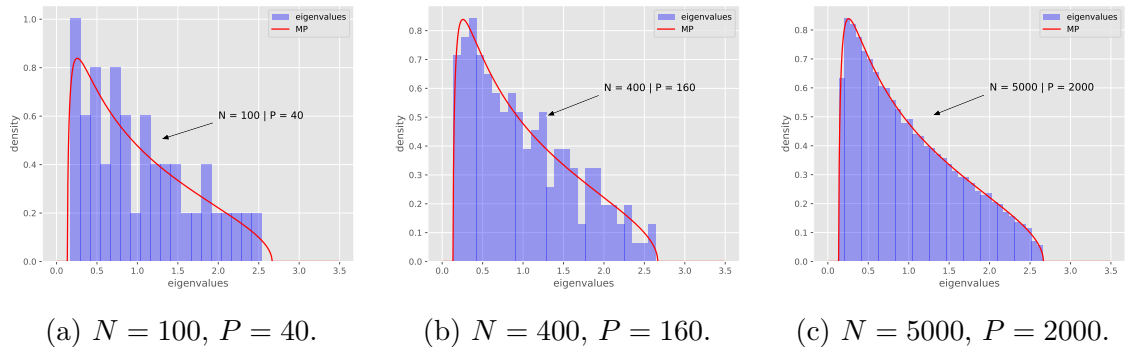 eigenvalues
MP
N = 100 | P = 40
density
1.0
0.8
0.6
0.4
0.2
0.0
0.0 0.5 1.0 1.5 2.0 2.5 3.0 3.5
eigenvalues
(a) N = 100, P = 40.
eigenvalues
MP
N = 400 | P = 160
density
0.8
0.7
0.6
0.5
0.4
0.3
0.2
0.1
0.0
0.0 0.5 1.0 1.5 2.0 2.5 3.0 3.5
eigenvalues
(b) N = 400, P = 160.
eigenvalues
MP
N = 5000 | P = 2000
density
0.8
0.7
0.6
0.5
0.4
0.3
0.2
0.1
0.0
0.0 0.5 1.0 1.5 2.0 2.5 3.0 3.5
eigenvalues
(c) N = 5000, P = 2000.